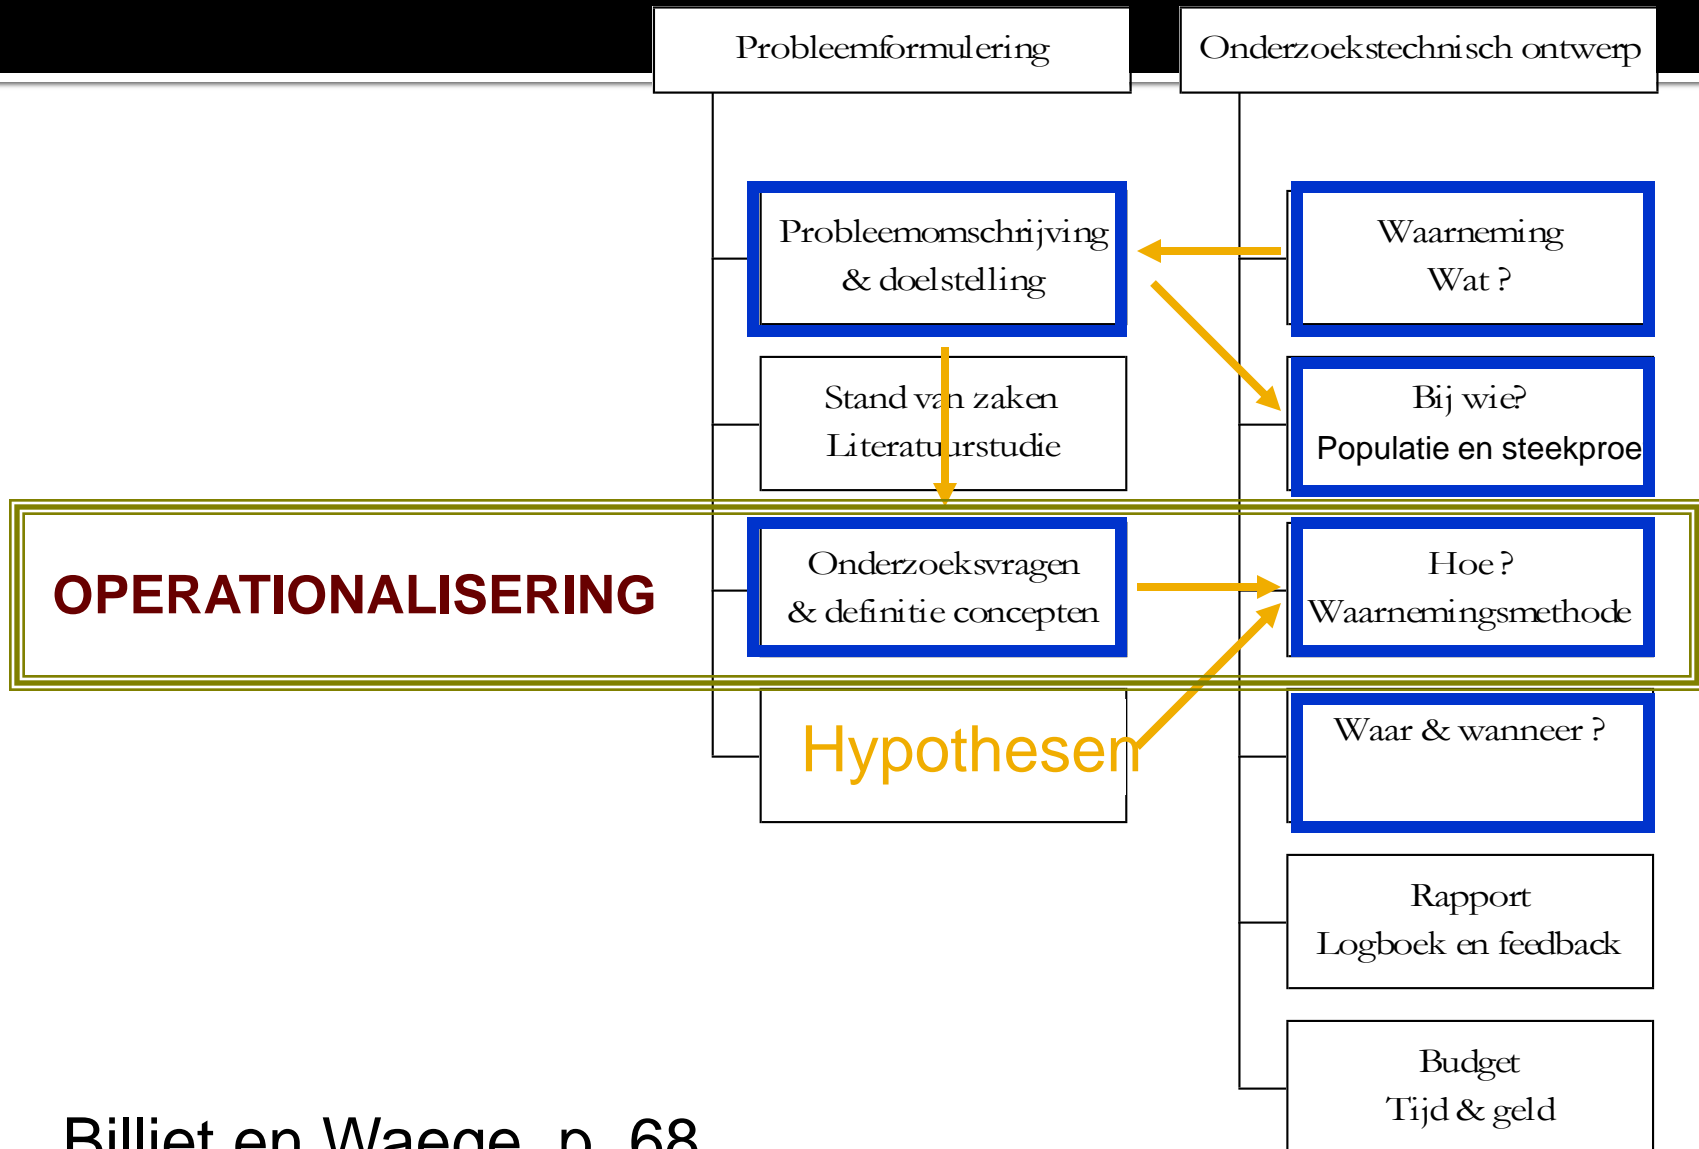 Probleemformulering
Onderzoekstechnisch ontwerp
Probleemomschrijving
& doelstelling
Waarneming
Wat ?
Stand van zaken
Literatuurstudie
Bij wie?
Populatie en steekproe
OPERATIONALISERING
Onderzoeksvragen
& definitie concepten
Hoe ?
Waarnemingsmethode
Hypothesen
Waar & wanneer ?
Rapport
Logboek en feedback
Budget
Tijd & geld
Billiet en Waege, p. 68